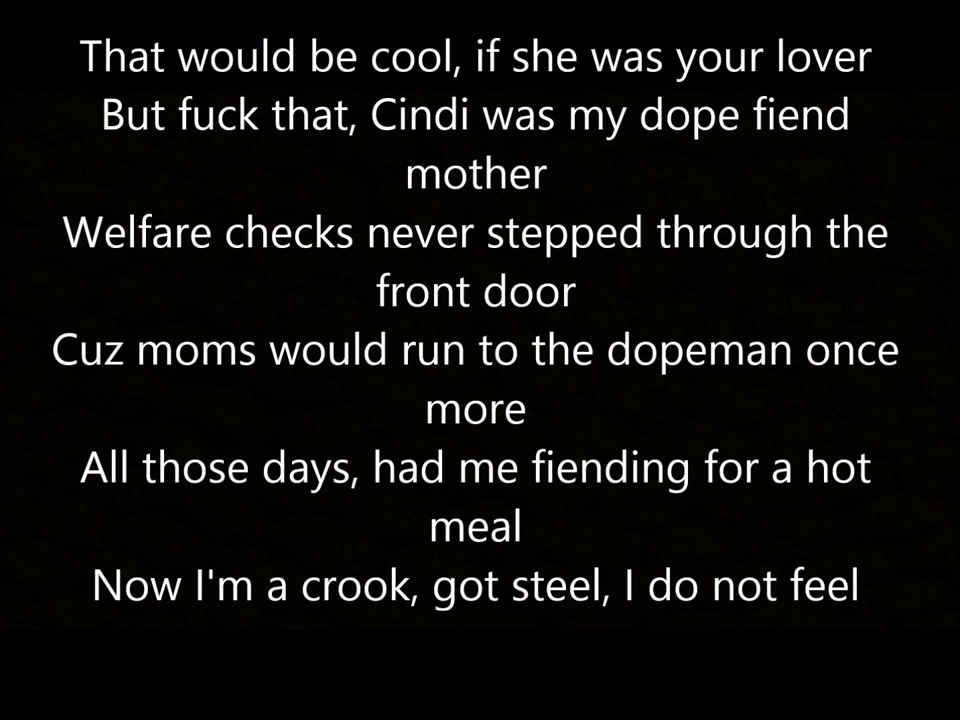 That would be cool, if she was your lover
But fuck that, Cindi was my dope fiend
mother
Welfare checks never stepped through the
front door
Cuz moms would run to the dopeman once
more
All those days, had me fiending for a hot
meal
Now I'm a crook, got steel, I do not feel